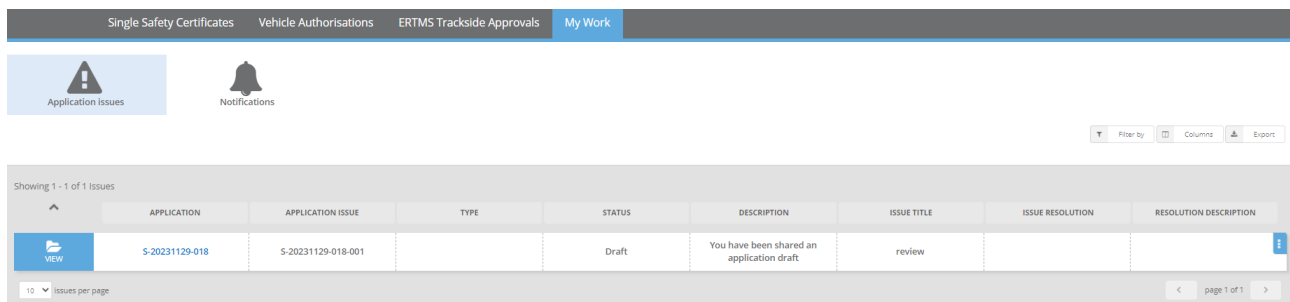 Single Safety Certificates Vehicle Authorisations ERTMS Trackside Approvals My Work
Application issues Notifications
Filter by Columns Export
Showing 1 - 1 of 1 Issues
APPLICATION APPLICATION ISSUE TYPE STATUS DESCRIPTION ISSUE TITLE ISSUE RESOLUTION RESOLUTION DESCRIPTION
VIEW S-20231129-018 S-20231129-018-001 Draft You have been shared an application draft review
10 issues per page page 1 of 1